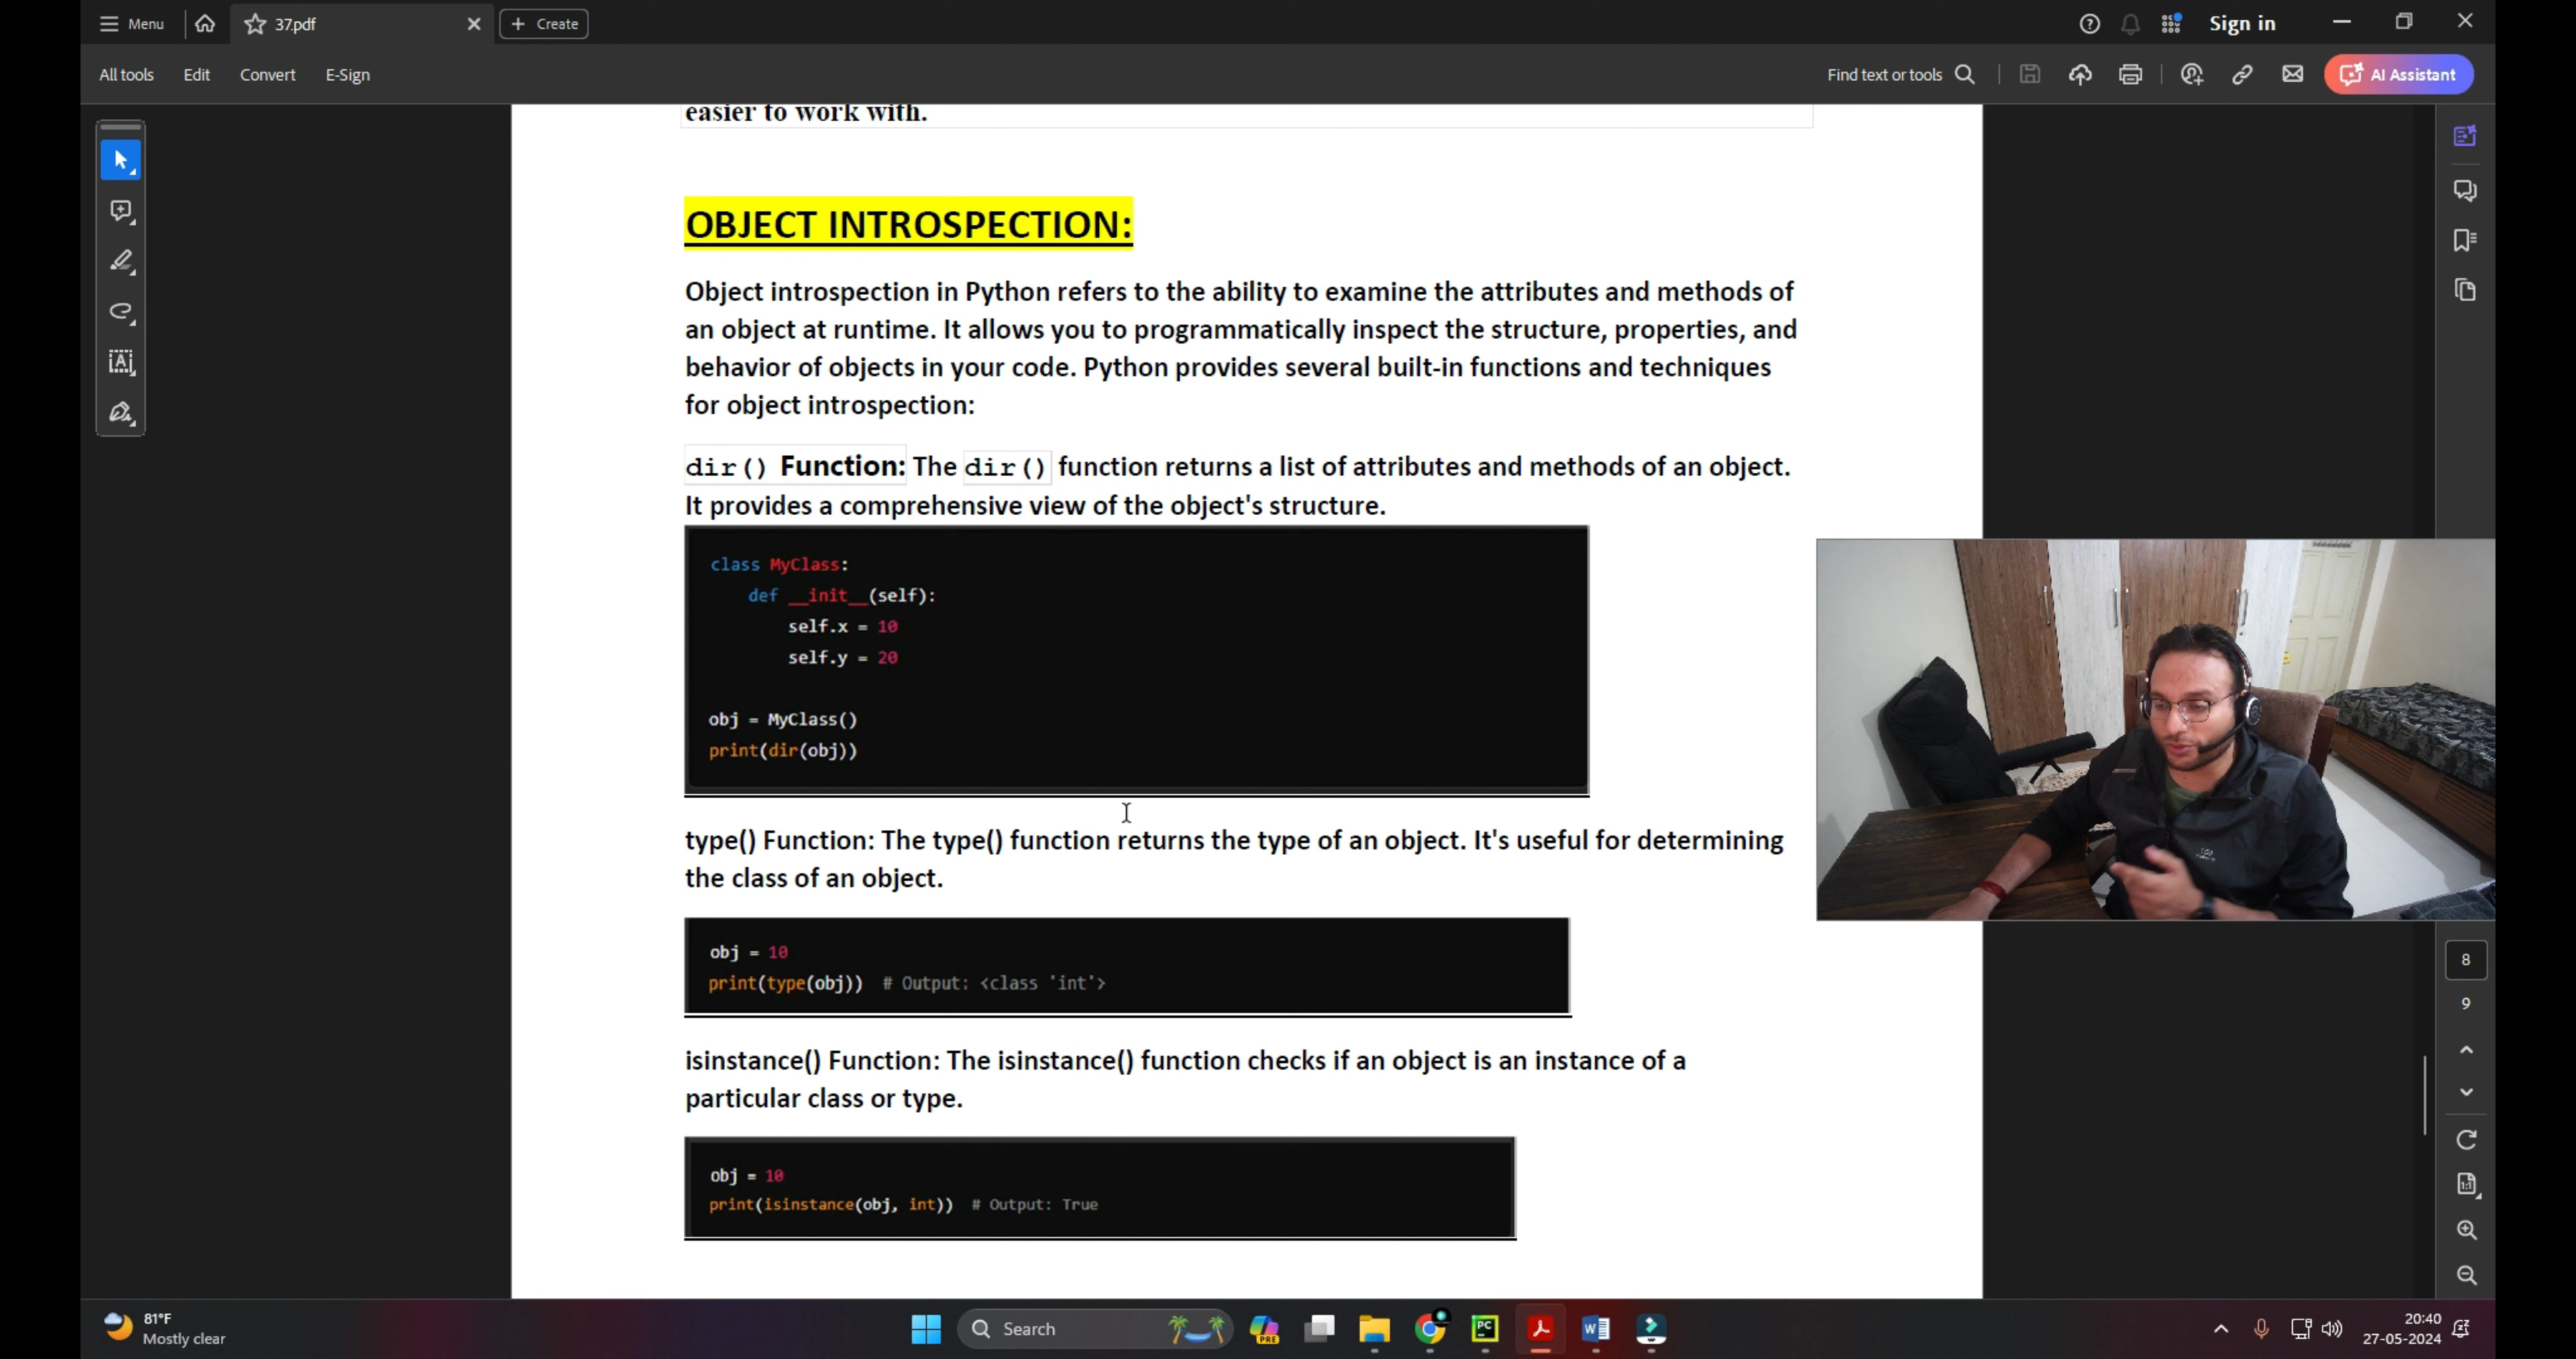 Menu
37.pdf
Create
Sign in
All tools
Edit
Convert
E-Sign
Find text or tools
AI Assistant
easier to work with.
OBJECT INTROSPECTION:
Object introspection in Python refers to the ability to examine the attributes and methods of
an object at runtime. It allows you to programmatically inspect the structure, properties, and
behavior of objects in your code. Python provides several built-in functions and techniques
for object introspection:
dir() Function: The dir() function returns a list of attributes and methods of an object.
It provides a comprehensive view of the object's structure.
class MyClass:
def __init__(self):
self.x = 10
self.y = 20
obj = MyClass()
print(dir(obj))
type() Function: The type() function returns the type of an object. It's useful for determining
the class of an object.
obj = 10
print(type(obj)) # Output: <class 'int'>
isinstance() Function: The isinstance() function checks if an object is an instance of a
particular class or type.
obj = 10
print(isinstance(obj, int)) # Output: True
8
9
81°F
Mostly clear
Search
PRE
PC
W
20:40
27-05-2024